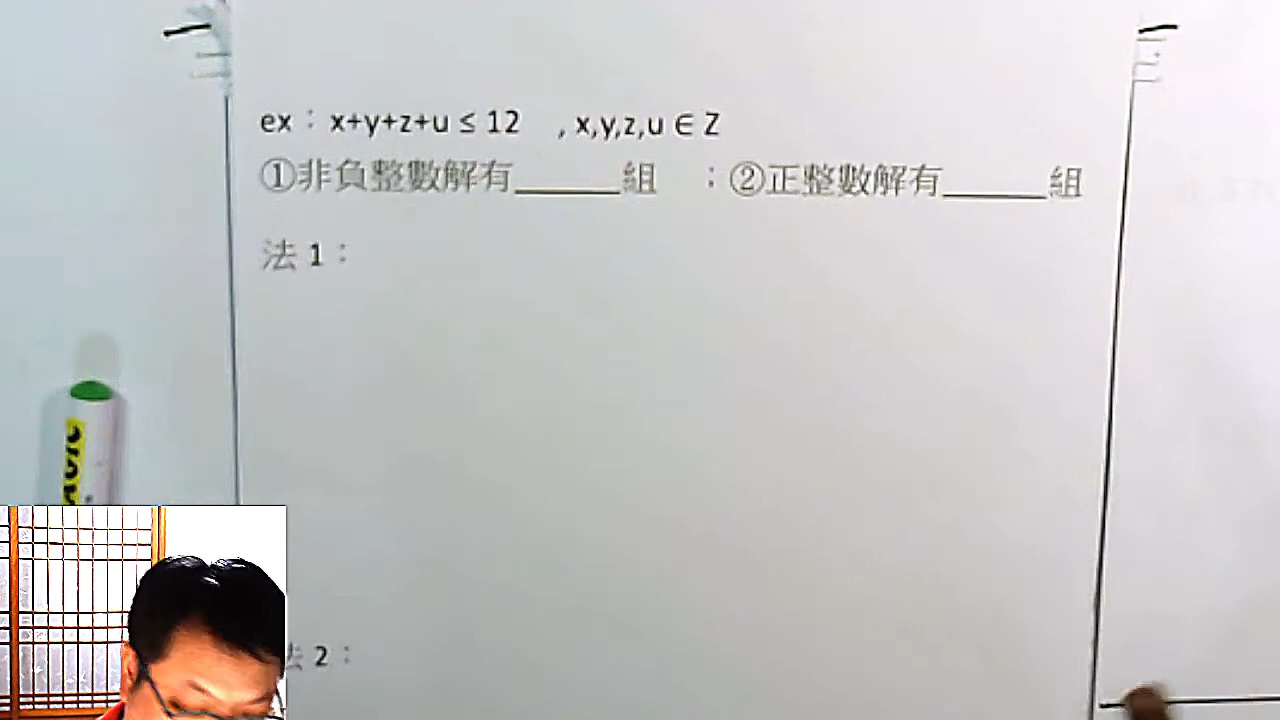 ex：x+y+z+u ≤ 12 , x,y,z,u ∈ Z
①非負整數解有______組 ；②正整數解有______組
法 1：
法 2：